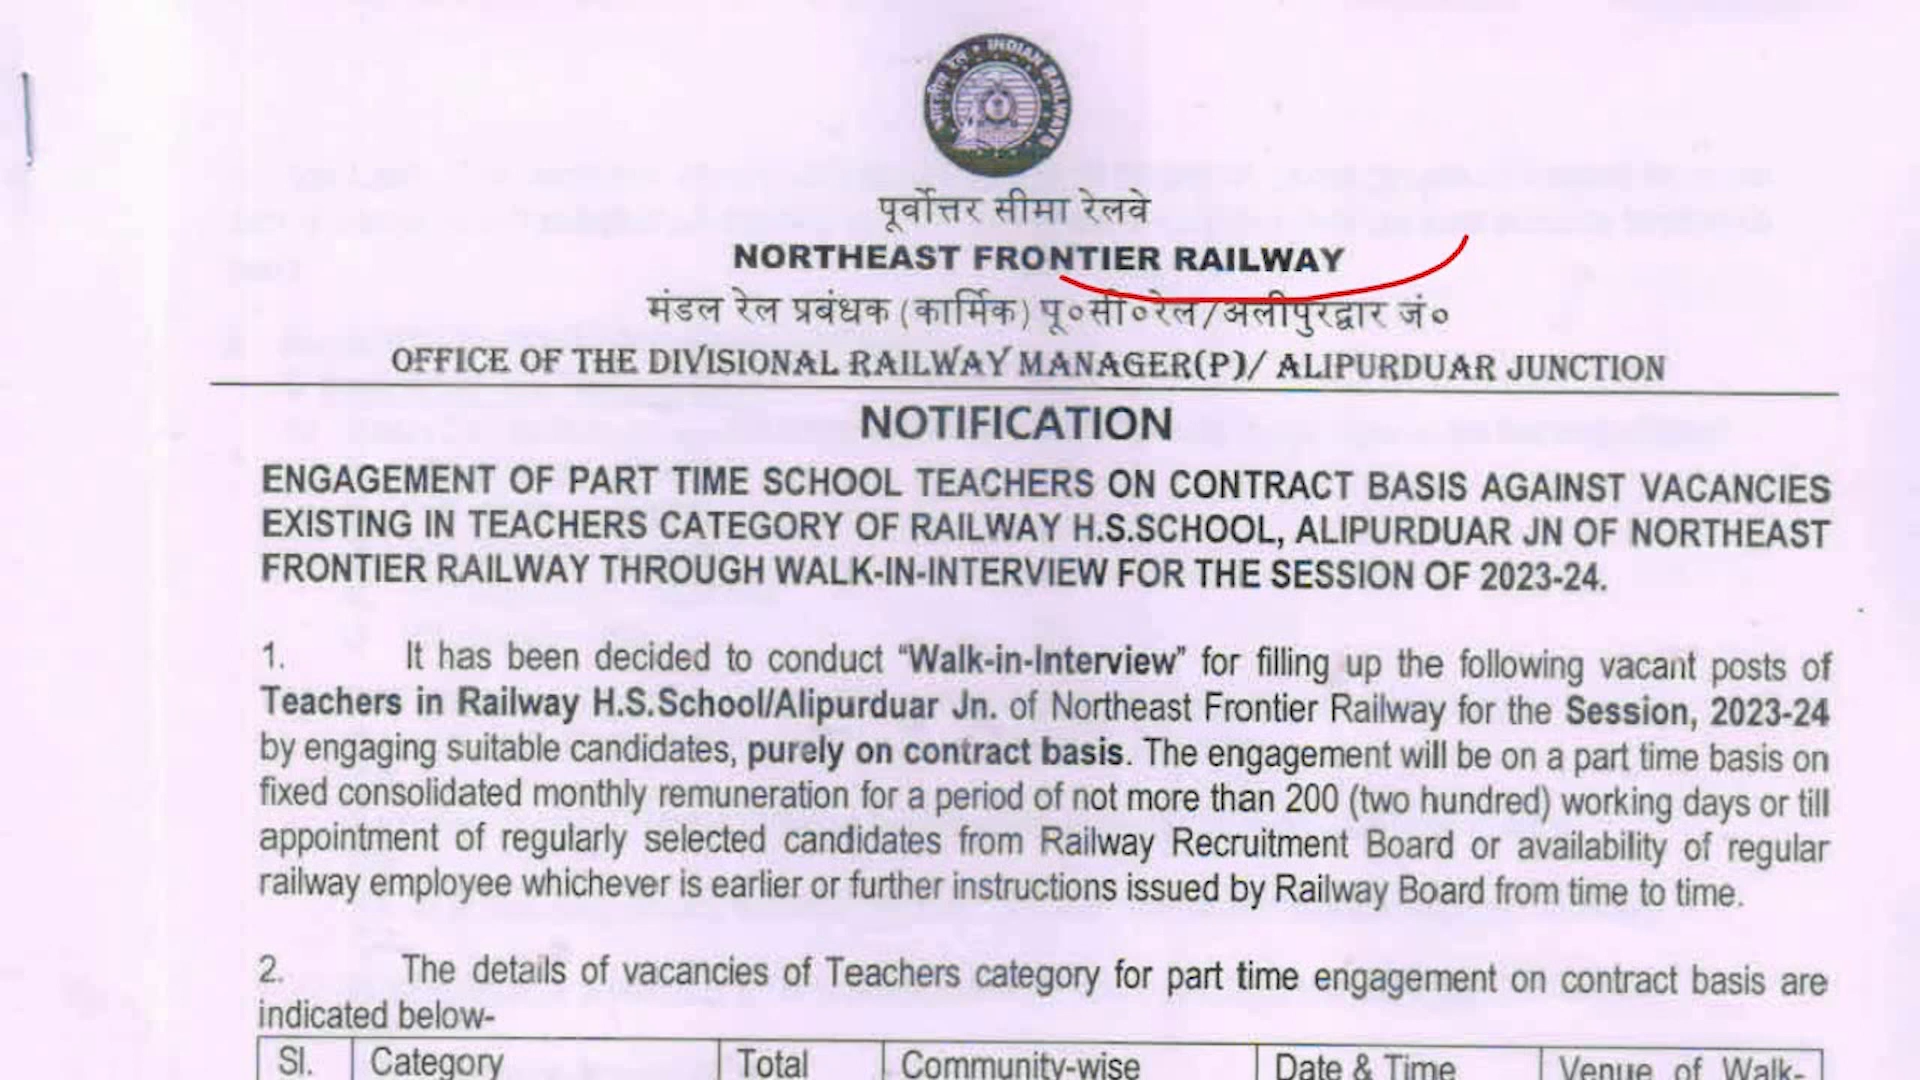 INDIAN RAILWAYS
पूर्वोत्तर सीमा रेलवे
NORTHEAST FRONTIER RAILWAY
मंडल रेल प्रबंधक (कार्मिक) पू०सी०रेल/अलीपुरद्वार जं०
OFFICE OF THE DIVISIONAL RAILWAY MANAGER(P)/ ALIPURDUAR JUNCTION
NOTIFICATION
ENGAGEMENT OF PART TIME SCHOOL TEACHERS ON CONTRACT BASIS AGAINST VACANCIES
EXISTING IN TEACHERS CATEGORY OF RAILWAY H.S.SCHOOL, ALIPURDUAR JN OF NORTHEAST
FRONTIER RAILWAY THROUGH WALK-IN-INTERVIEW FOR THE SESSION OF 2023-24.
1. It has been decided to conduct “Walk-in-Interview” for filling up the following vacant posts of
Teachers in Railway H.S.School/Alipurduar Jn. of Northeast Frontier Railway for the Session, 2023-24
by engaging suitable candidates, purely on contract basis. The engagement will be on a part time basis on
fixed consolidated monthly remuneration for a period of not more than 200 (two hundred) working days or till
appointment of regularly selected candidates from Railway Recruitment Board or availability of regular
railway employee whichever is earlier or further instructions issued by Railway Board from time to time.
2. The details of vacancies of Teachers category for part time engagement on contract basis are
indicated below-
Sl. Category Total Community-wise Date & Time Venue of Walk-